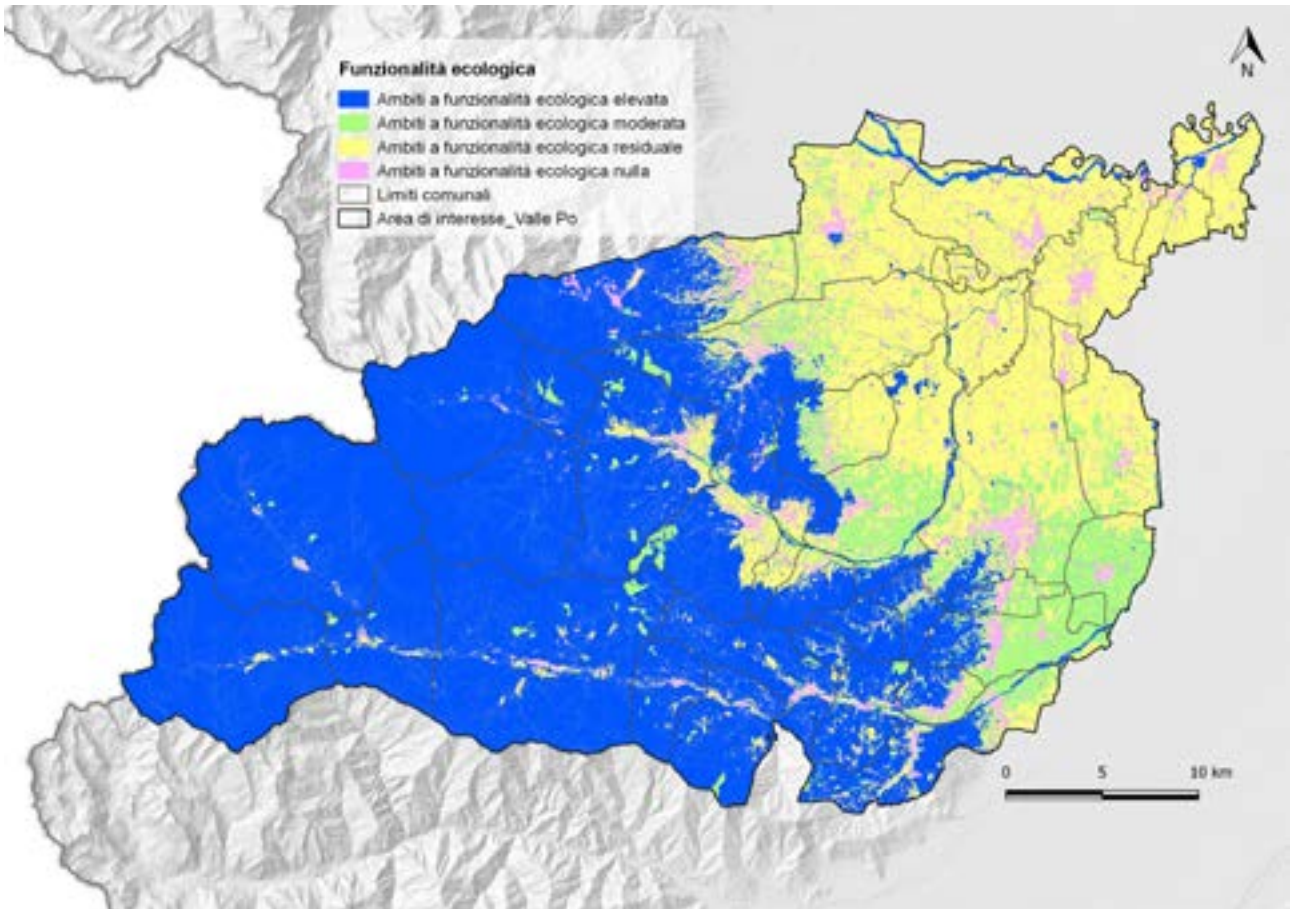 Funzionalità ecologica
Ambiti a funzionalità ecologica elevata
Ambiti a funzionalità ecologica moderata
Ambiti a funzionalità ecologica residuale
Ambiti a funzionalità ecologica nulla
Limiti comunali
Area di interesse_Valle Po
N
0 5 10 km